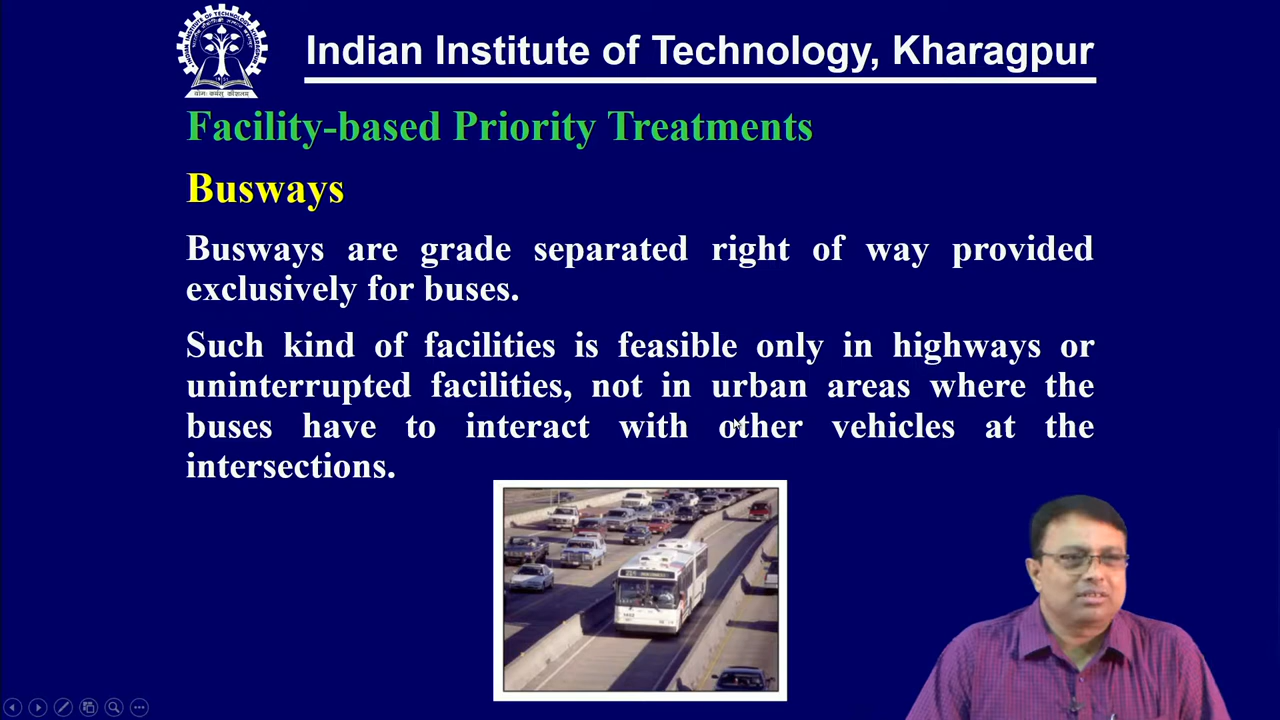 Indian Institute of Technology, Kharagpur
Facility-based Priority Treatments
Busways
Busways are grade separated right of way provided
exclusively for buses.
Such kind of facilities is feasible only in highways or
uninterrupted facilities, not in urban areas where the
buses have to interact with other vehicles at the
intersections.